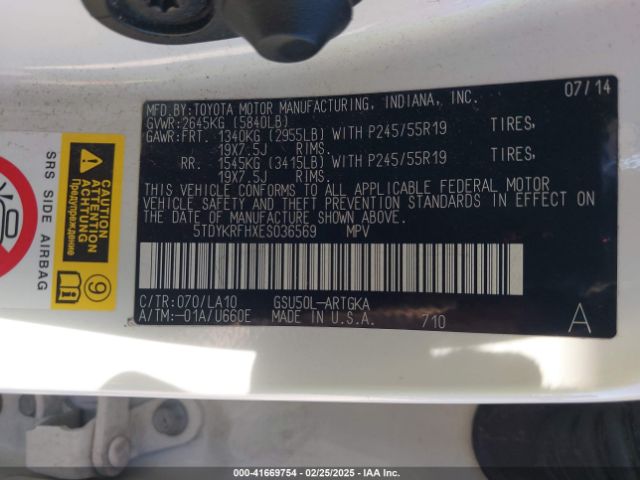 MFD.BY:TOYOTA MOTOR MANUFACTURING, INDIANA, INC. 07/14
GVWR:2645KG (5840LB)
GAWR:FRT. 1340KG (2955LB) WITH P245/55R19 TIRES,
19X7.5J RIMS.
RR. 1545KG (3415LB) WITH P245/55R19 TIRES,
19X7.5J RIMS.
THIS VEHICLE CONFORMS TO ALL APPLICABLE FEDERAL MOTOR
VEHICLE SAFETY AND THEFT PREVENTION STANDARDS IN EFFECT ON
THE DATE OF MANUFACTURE SHOWN ABOVE.
5TDYKRFHXES036569 MPV
C/TR:070/LA10 GSU50L-ARTGKA
A/TM:-01A/U660E MADE IN U.S.A. 710 A
SRS SIDE AIRBAG
CAUTION
ATTENTION
ACHTUNG
Предупреждение
9
000-41669754 - 02/25/2025 - IAA Inc.